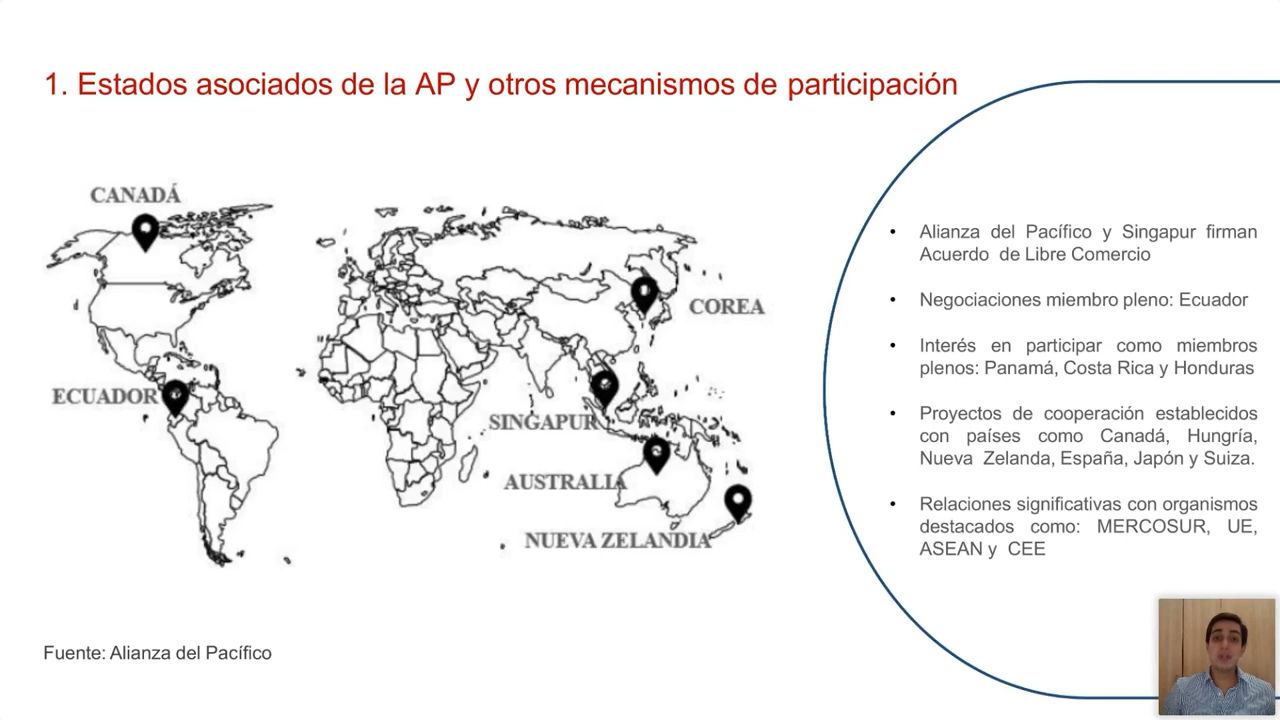 1. Estados asociados de la AP y otros mecanismos de participación
CANADÁ
COREA
ECUADOR
SINGAPUR
AUSTRALIA
NUEVA ZELANDIA
• Alianza del Pacífico y Singapur firman
Acuerdo de Libre Comercio
• Negociaciones miembro pleno: Ecuador
• Interés en participar como miembros
plenos: Panamá, Costa Rica y Honduras
• Proyectos de cooperación establecidos
con países como Canadá, Hungría,
Nueva Zelanda, España, Japón y Suiza.
• Relaciones significativas con organismos
destacados como: MERCOSUR, UE,
ASEAN y CEE
Fuente: Alianza del Pacífico